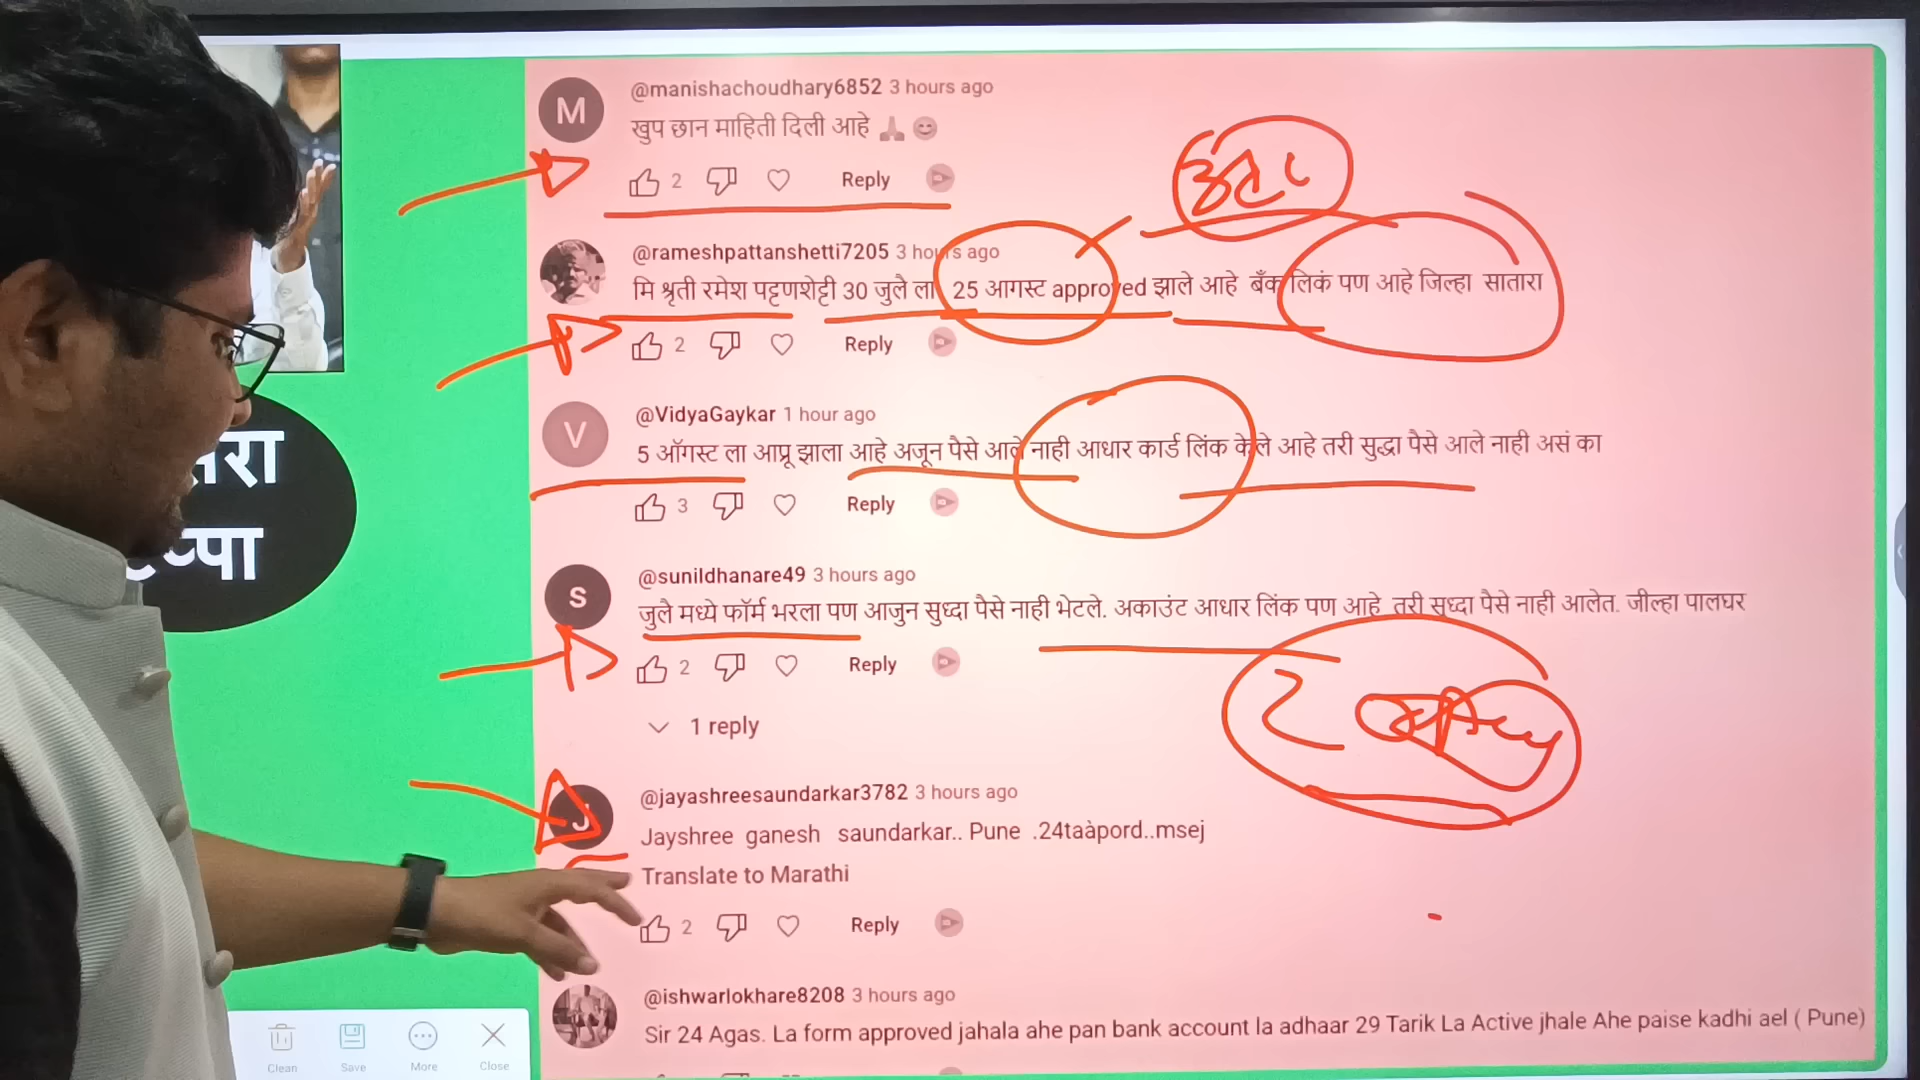 M
@manishachoudhary6852 3 hours ago
खुप छान माहिती दिली आहे 🙏 😊
2 Reply
@rameshpattanshetti7205 3 hours ago
मि श्रृती रमेश पट्टणशेट्टी 30 जुलै ला 25 आगस्ट approved झाले आहे बँक लिकं पण आहे जिल्हा सातारा
2 Reply
V
@VidyaGaykar 1 hour ago
5 ऑगस्ट ला आप्रू झाला आहे अजून पैसे आले नाही आधार कार्ड लिंक केले आहे तरी सुद्धा पैसे आले नाही असं का
3 Reply
S
@sunildhanare49 3 hours ago
जुलै मध्ये फॉर्म भरला पण आजुन सुध्दा पैसे नाही भेटले. अकाउंट आधार लिंक पण आहे तरी सुध्दा पैसे नाही आलेत. जील्हा पालघर
2 Reply
1 reply
J
@jayashreesaundarkar3782 3 hours ago
Jayshree ganesh saundarkar.. Pune .24taàpord..msej
Translate to Marathi
2 Reply
@ishwarlokhare8208 3 hours ago
Sir 24 Agas. La form approved jahala ahe pan bank account la adhaar 29 Tarik La Active jhale Ahe paise kadhi ael ( Pune)
Clean Save More Close